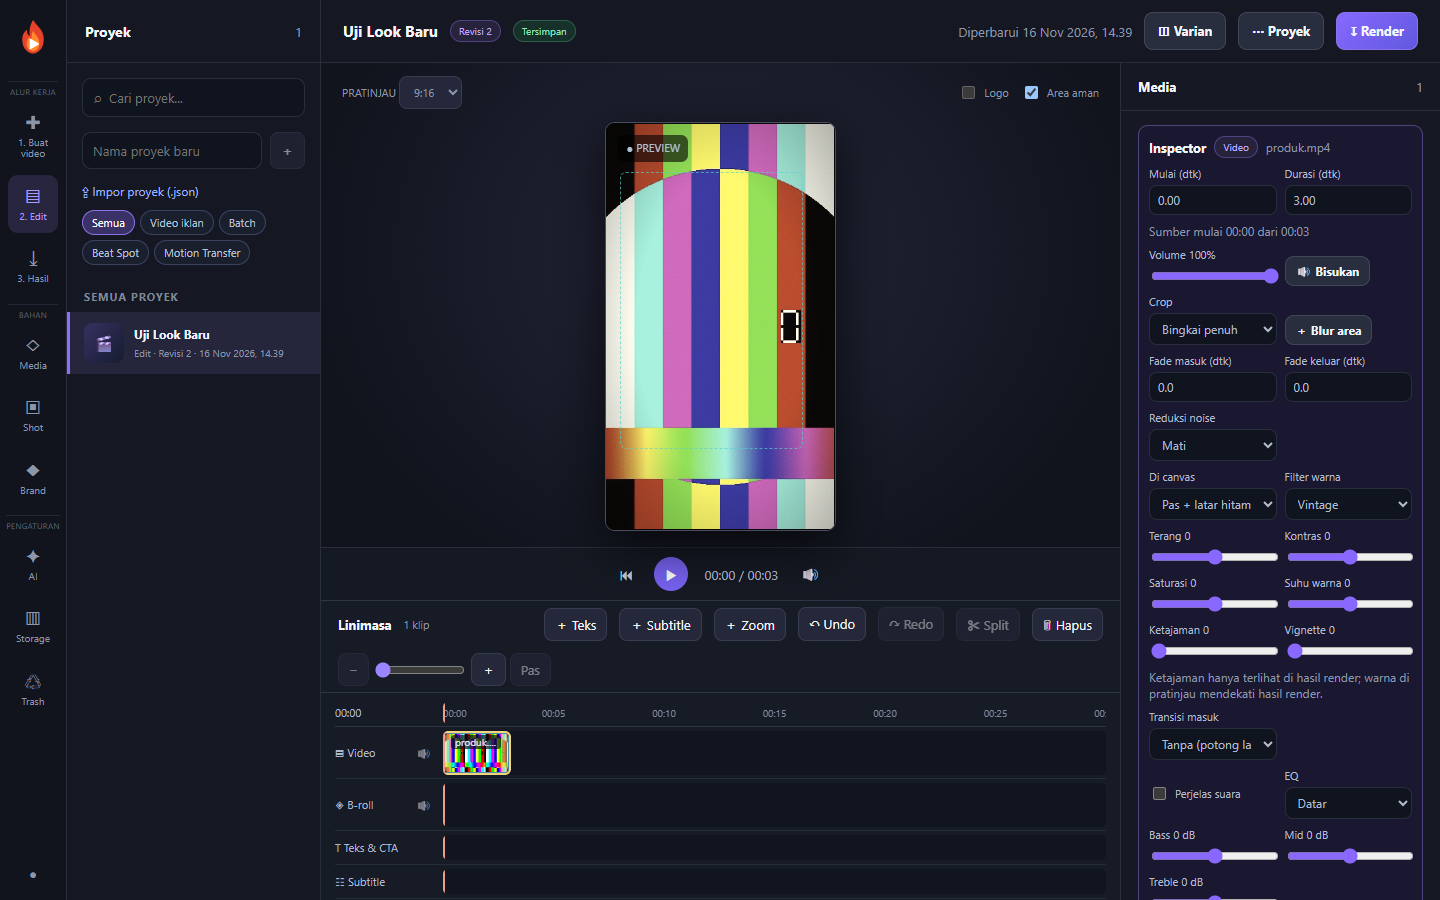 ALUR KERJA
1. Buat
video
2. Edit
3. Hasil
BAHAN
Media
Shot
Brand
PENGATURAN
AI
Storage
Trash
Proyek 1
Cari proyek...
Nama proyek baru +
Impor proyek (.json)
Semua Video iklan Batch
Beat Spot Motion Transfer
SEMUA PROYEK
Uji Look Baru
Edit · Revisi 2 · 16 Nov 2026, 14.39
Uji Look Baru Revisi 2 Tersimpan Diperbarui 16 Nov 2026, 14.39 Varian Proyek Render
PRATINJAU 9:16 Logo Area aman
PREVIEW
0
00:00 / 00:03
Linimasa 1 klip + Teks + Subtitle + Zoom Undo Redo Split Hapus
− + Pas
00:00 00:00 00:05 00:10 00:15 00:20 00:25 00:
Video
produk....
B-roll
T Teks & CTA
Subtitle
Media 1
Inspector Video produk.mp4
Mulai (dtk) Durasi (dtk)
0.00 3.00
Sumber mulai 00:00 dari 00:03
Volume 100%
Bisukan
Crop
Bingkai penuh + Blur area
Fade masuk (dtk) Fade keluar (dtk)
0.0 0.0
Reduksi noise
Mati
Di canvas Filter warna
Pas + latar hitam Vintage
Terang 0 Kontras 0
Saturasi 0 Suhu warna 0
Ketajaman 0 Vignette 0
Ketajaman hanya terlihat di hasil render; warna di
pratinjau mendekati hasil render.
Transisi masuk
Tanpa (potong la
EQ
Perjelas suara Datar
Bass 0 dB Mid 0 dB
Treble 0 dB